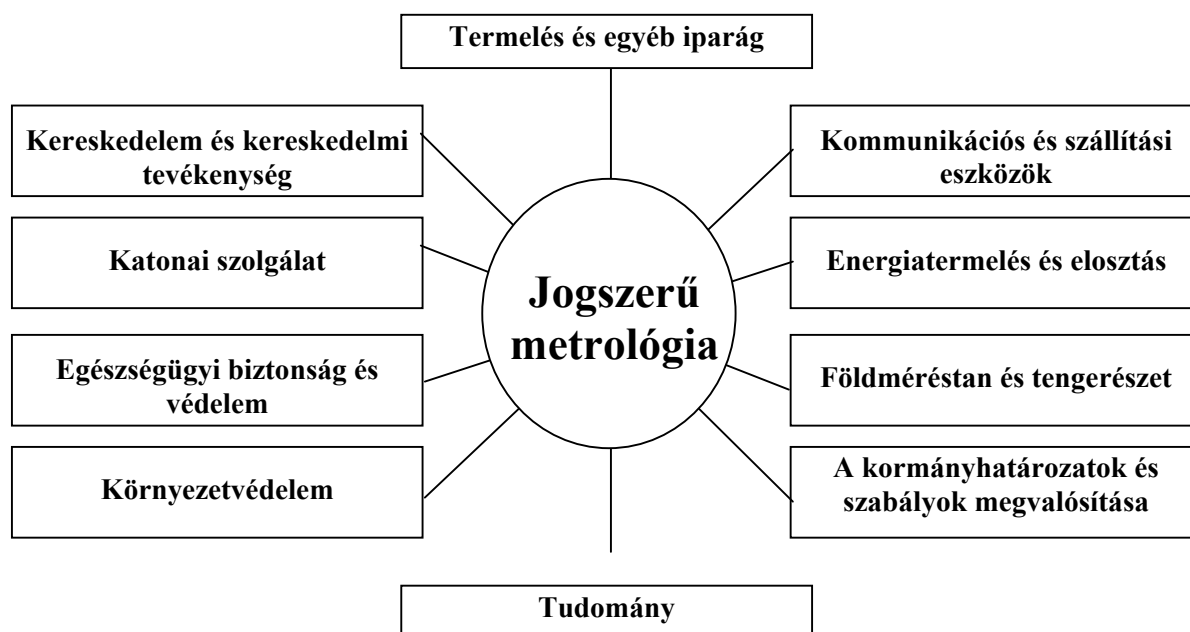 Termelés és egyéb iparág
Kereskedelem és kereskedelmi
tevékenység
Kommunikációs és szállítási
eszközök
Katonai szolgálat
Energiatermelés és elosztás
Jogszerű
metrológia
Egészségügyi biztonság és
védelem
Földméréstan és tengerészet
Környezetvédelem
A kormányhatározatok és
szabályok megvalósítása
Tudomány